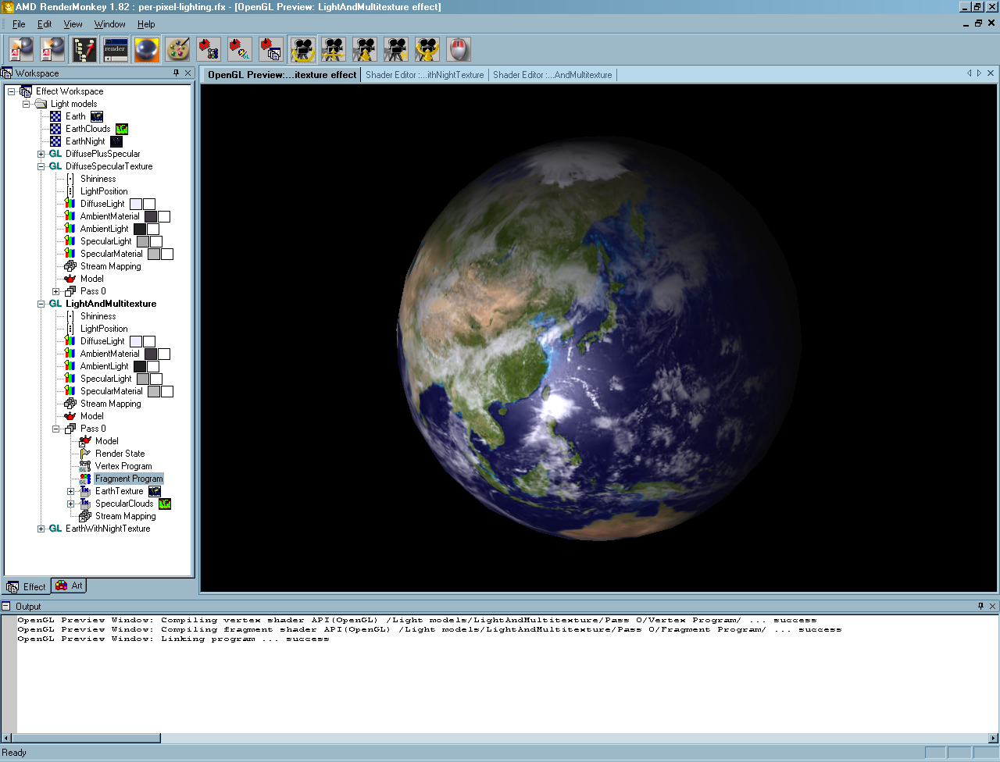 AMD RenderMonkey 1.82 : per-pixel-lighting.rfx - [OpenGL Preview: LightAndMultitexture effect]
File Edit View Window Help
render
Workspace
OpenGL Preview:...itexture effect Shader Editor :...ithNightTexture Shader Editor :...AndMultitexture
Effect Workspace
Light models
Earth
EarthClouds
EarthNight
GL DiffusePlusSpecular
GL DiffuseSpecularTexture
Shininess
LightPosition
DiffuseLight
AmbientMaterial
AmbientLight
SpecularLight
SpecularMaterial
Stream Mapping
Model
Pass 0
GL LightAndMultitexture
Shininess
LightPosition
DiffuseLight
AmbientMaterial
AmbientLight
SpecularLight
SpecularMaterial
Stream Mapping
Model
Pass 0
Model
Render State
Vertex Program
Fragment Program
EarthTexture
SpecularClouds
Stream Mapping
GL EarthWithNightTexture
Effect Art
Output
OpenGL Preview Window: Compiling vertex shader API(OpenGL) /Light models/LightAndMultitexture/Pass 0/Vertex Program/ ... success
OpenGL Preview Window: Compiling fragment shader API(OpenGL) /Light models/LightAndMultitexture/Pass 0/Fragment Program/ ... success
OpenGL Preview Window: Linking program ... success
Ready